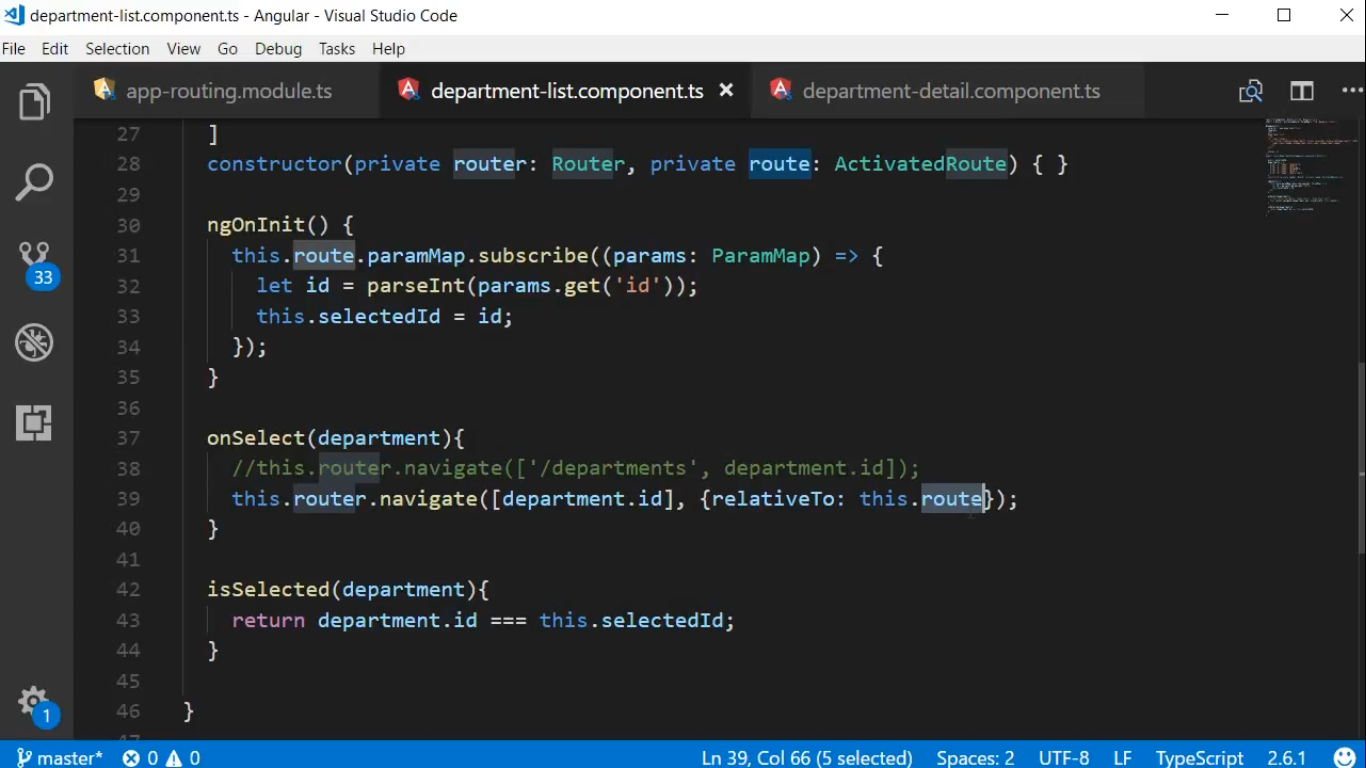 department-list.component.ts - Angular - Visual Studio Code
File Edit Selection View Go Debug Tasks Help
app-routing.module.ts department-list.component.ts department-detail.component.ts
27 ]
28 constructor(private router: Router, private route: ActivatedRoute) { }
29
30 ngOnInit() {
31 this.route.paramMap.subscribe((params: ParamMap) => {
32 let id = parseInt(params.get('id'));
33 this.selectedId = id;
34 });
35 }
36
37 onSelect(department){
38 //this.router.navigate(['/departments', department.id]);
39 this.router.navigate([department.id], {relativeTo: this.route});
40 }
41
42 isSelected(department){
43 return department.id === this.selectedId;
44 }
45
46 }
33
1
master* 0 0 Ln 39, Col 66 (5 selected) Spaces: 2 UTF-8 LF TypeScript 2.6.1